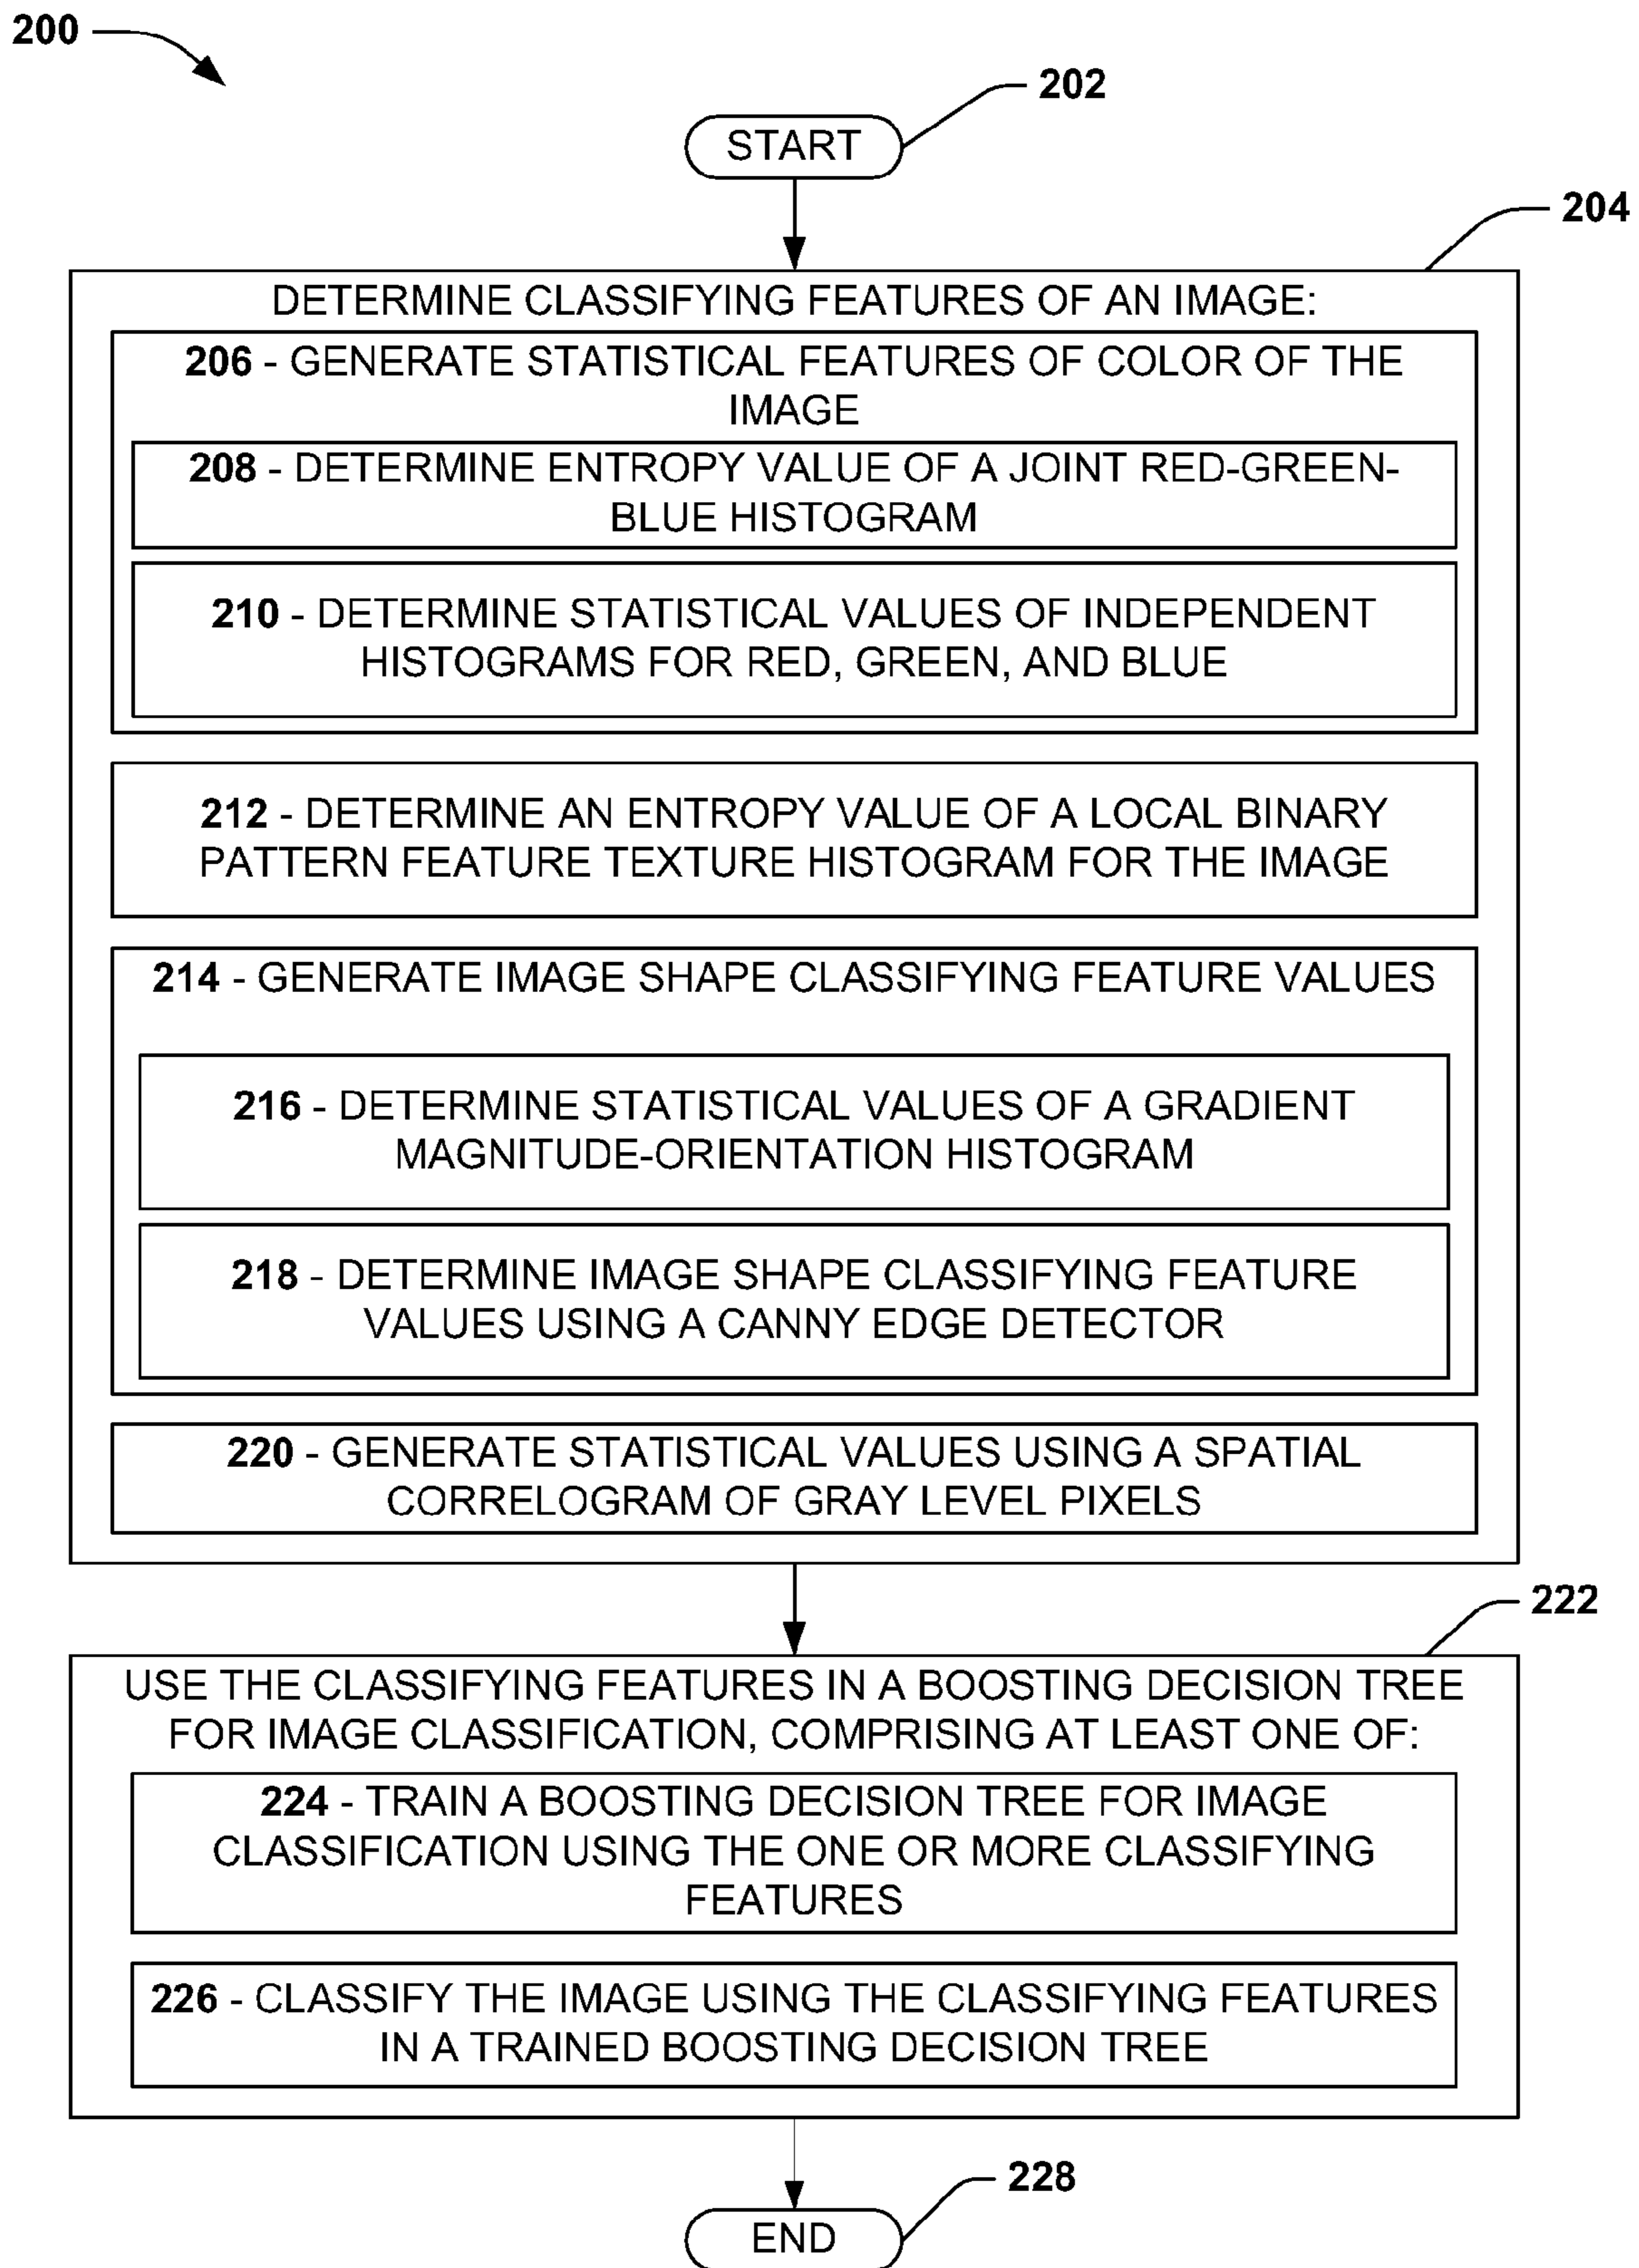 200
202
START
204
DETERMINE CLASSIFYING FEATURES OF AN IMAGE:
206 - GENERATE STATISTICAL FEATURES OF COLOR OF THE
IMAGE
208 - DETERMINE ENTROPY VALUE OF A JOINT RED-GREEN-
BLUE HISTOGRAM
210 - DETERMINE STATISTICAL VALUES OF INDEPENDENT
HISTOGRAMS FOR RED, GREEN, AND BLUE
212 - DETERMINE AN ENTROPY VALUE OF A LOCAL BINARY
PATTERN FEATURE TEXTURE HISTOGRAM FOR THE IMAGE
214 - GENERATE IMAGE SHAPE CLASSIFYING FEATURE VALUES
216 - DETERMINE STATISTICAL VALUES OF A GRADIENT
MAGNITUDE-ORIENTATION HISTOGRAM
218 - DETERMINE IMAGE SHAPE CLASSIFYING FEATURE
VALUES USING A CANNY EDGE DETECTOR
220 - GENERATE STATISTICAL VALUES USING A SPATIAL
CORRELOGRAM OF GRAY LEVEL PIXELS
222
USE THE CLASSIFYING FEATURES IN A BOOSTING DECISION TREE
FOR IMAGE CLASSIFICATION, COMPRISING AT LEAST ONE OF:
224 - TRAIN A BOOSTING DECISION TREE FOR IMAGE
CLASSIFICATION USING THE ONE OR MORE CLASSIFYING
FEATURES
226 - CLASSIFY THE IMAGE USING THE CLASSIFYING FEATURES
IN A TRAINED BOOSTING DECISION TREE
228
END